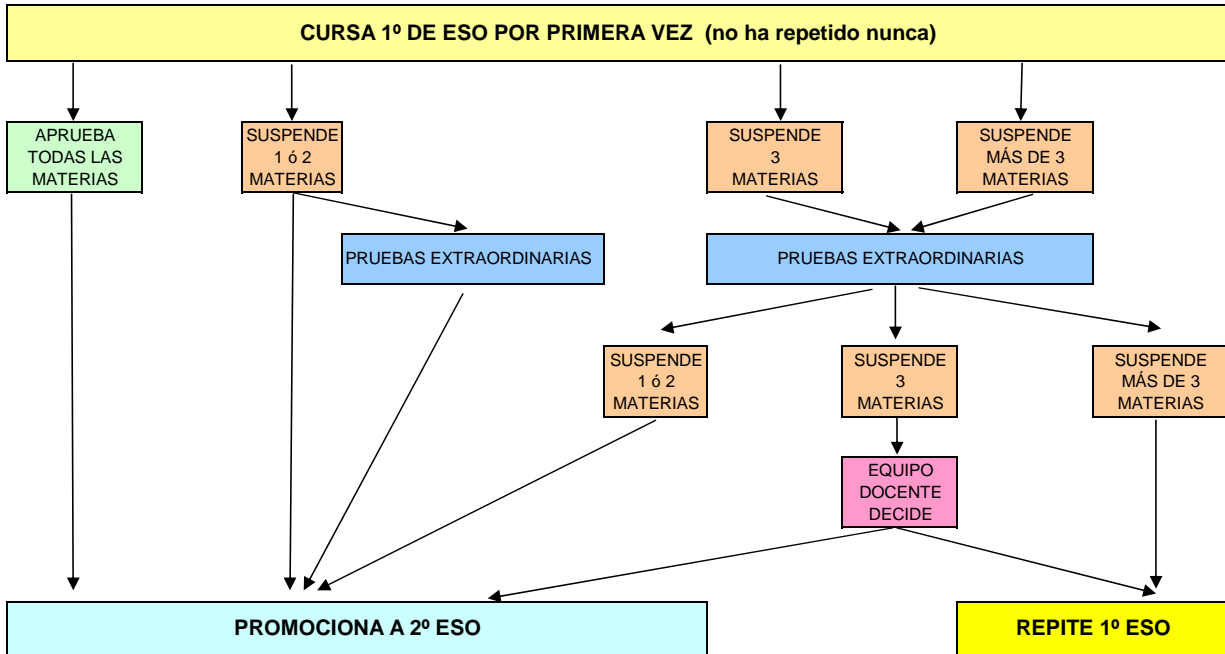 CURSA 1º DE ESO POR PRIMERA VEZ (no ha repetido nunca)
APRUEBA
TODAS LAS
MATERIAS
SUSPENDE
1 ó 2
MATERIAS
SUSPENDE
3
MATERIAS
SUSPENDE
MÁS DE 3
MATERIAS
PRUEBAS EXTRAORDINARIAS
PRUEBAS EXTRAORDINARIAS
SUSPENDE
1 ó 2
MATERIAS
SUSPENDE
3
MATERIAS
SUSPENDE
MÁS DE 3
MATERIAS
EQUIPO
DOCENTE
DECIDE
PROMOCIONA A 2º ESO
REPITE 1º ESO